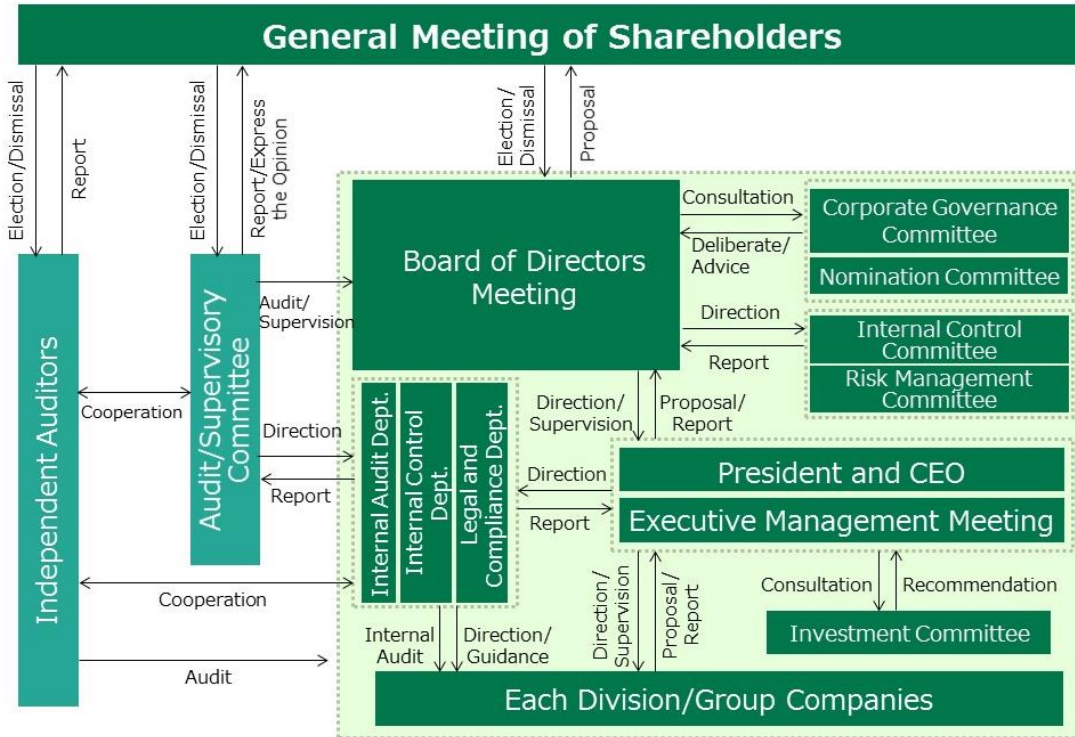 General Meeting of Shareholders
Election/Dismissal
Report
Election/Dismissal
Report/Express
the Opinion
Election/
Dismissal
Proposal
Board of Directors
Meeting
Consultation
Deliberate/
Advice
Corporate Governance
Committee
Nomination Committee
Direction
Report
Internal Control
Committee
Risk Management
Committee
Independent Auditors
Audit/Supervisory
Committee
Audit/
Supervision
Cooperation
Direction
Report
Cooperation
Audit
Internal Audit Dept.
Internal Control
Dept.
Legal and
Compliance Dept.
Direction/
Supervision
Proposal/
Report
Direction
Report
President and CEO
Executive Management Meeting
Consultation
Recommendation
Investment Committee
Internal
Audit
Direction/
Guidance
Direction/
Supervision
Proposal/
Report
Each Division/Group Companies